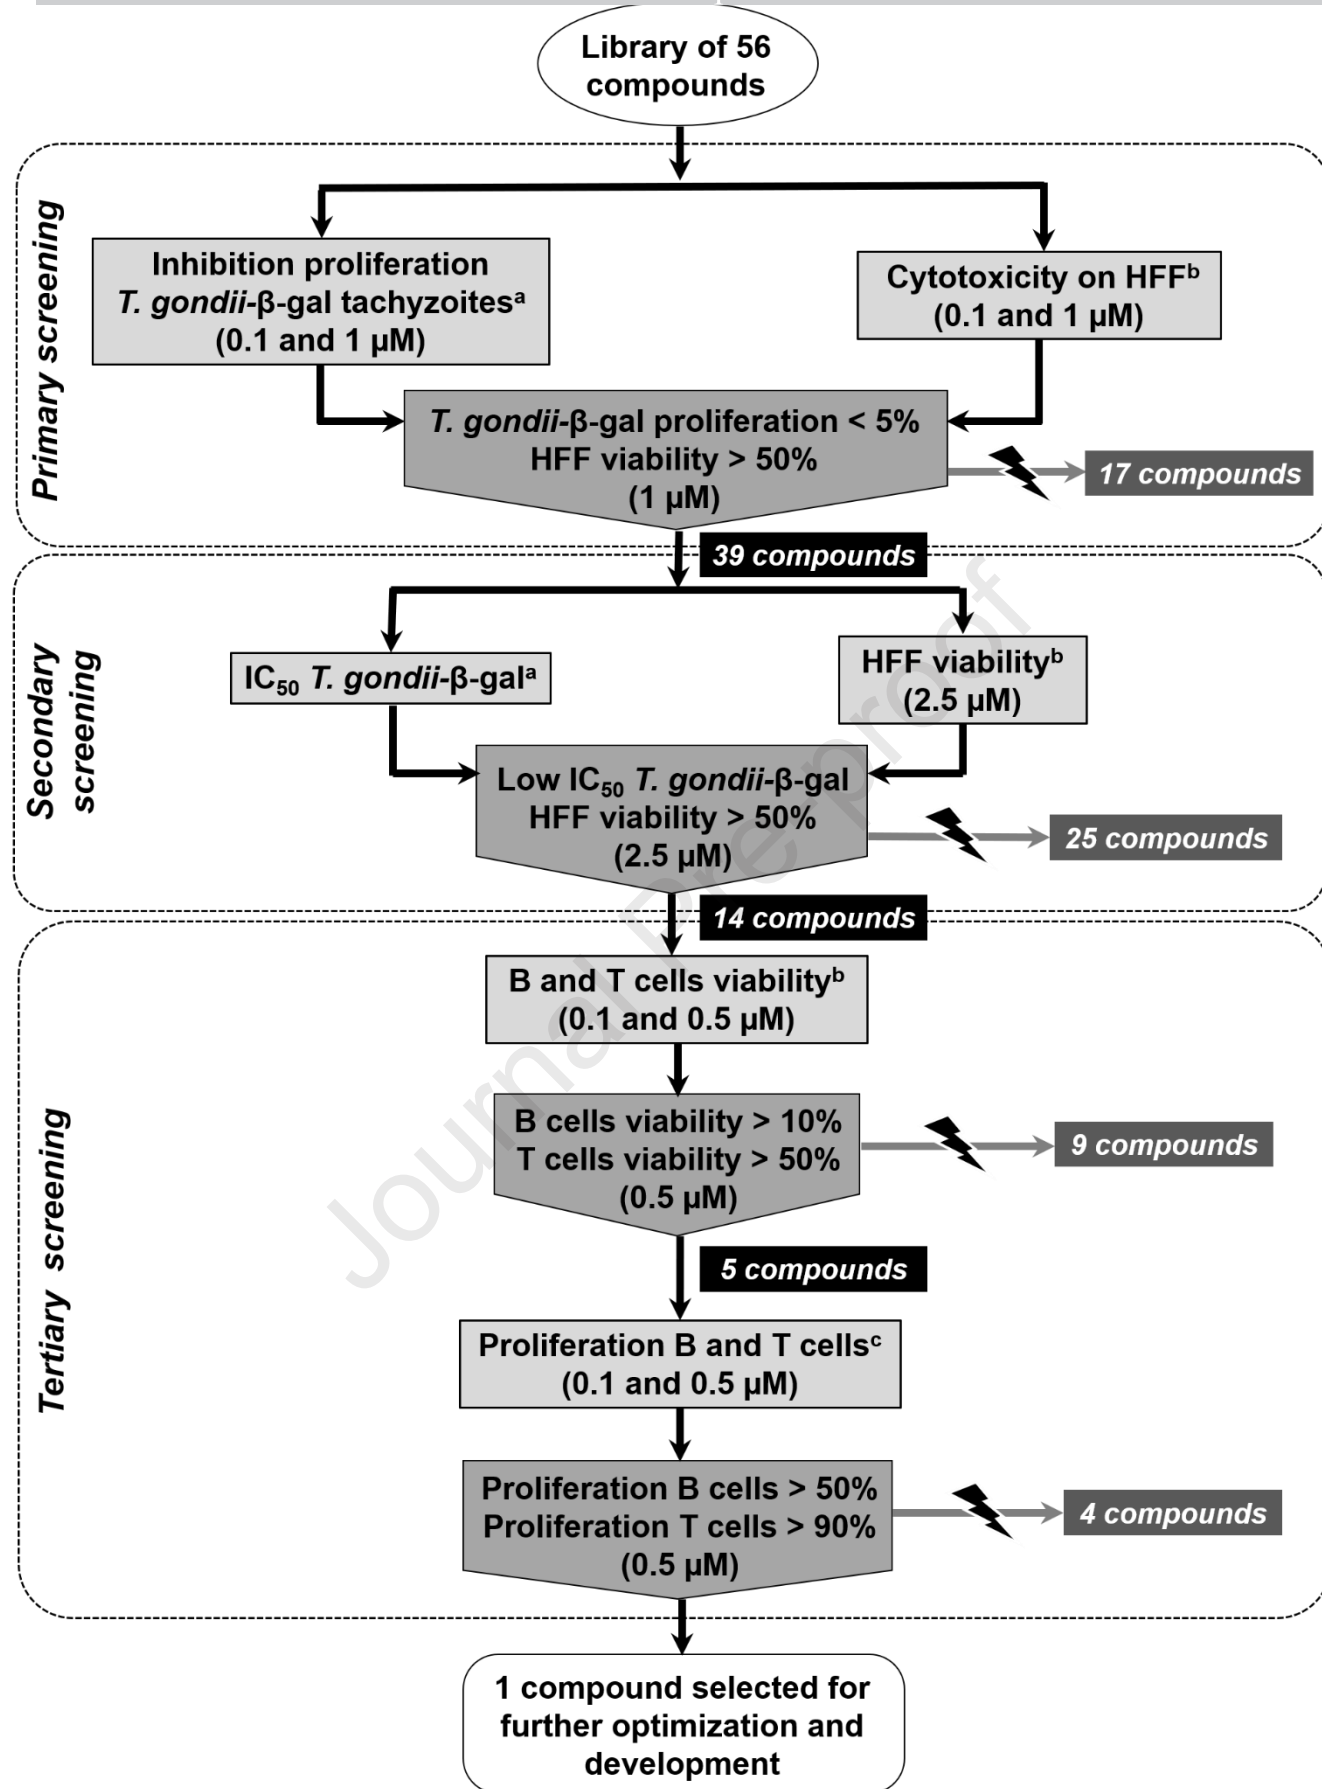 Library of 56
compounds
Primary screening
Inhibition proliferation
T. gondii-β-gal tachyzoitesᵃ
(0.1 and 1 µM)
Cytotoxicity on HFFᵇ
(0.1 and 1 µM)
T. gondii-β-gal proliferation < 5%
HFF viability > 50%
(1 µM)
17 compounds
39 compounds
Secondary
screening
IC₅₀ T. gondii-β-galᵃ
HFF viabilityᵇ
(2.5 µM)
Low IC₅₀ T. gondii-β-gal
HFF viability > 50%
(2.5 µM)
25 compounds
14 compounds
Tertiary screening
B and T cells viabilityᵇ
(0.1 and 0.5 µM)
B cells viability > 10%
T cells viability > 50%
(0.5 µM)
9 compounds
5 compounds
Proliferation B and T cellsᶜ
(0.1 and 0.5 µM)
Proliferation B cells > 50%
Proliferation T cells > 90%
(0.5 µM)
4 compounds
1 compound selected for
further optimization and
development
Journal Pre-proof